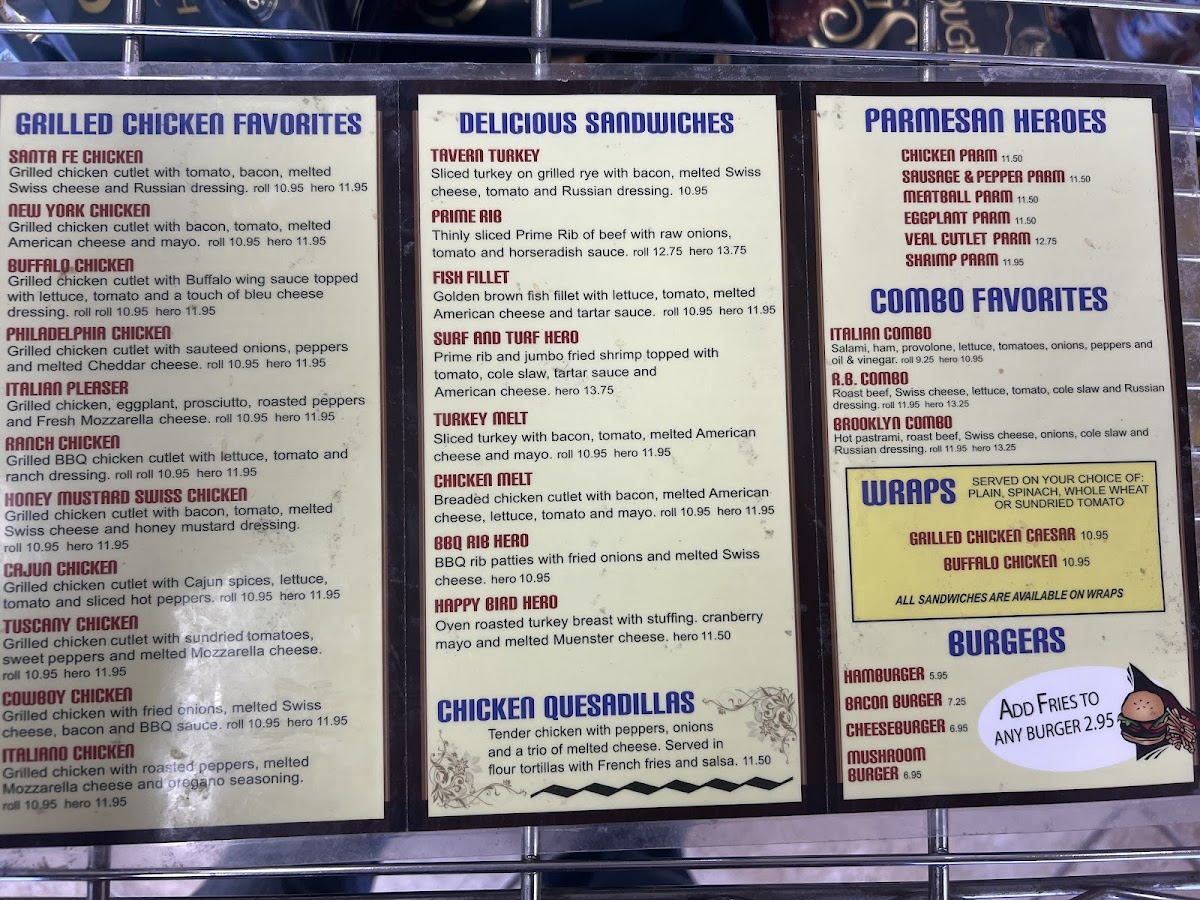 GRILLED CHICKEN FAVORITES
SANTA FE CHICKEN
Grilled chicken cutlet with tomato, bacon, melted
Swiss cheese and Russian dressing. roll 10.95 hero 11.95
NEW YORK CHICKEN
Grilled chicken cutlet with bacon, tomato, melted
American cheese and mayo. roll 10.95 hero 11.95
BUFFALO CHICKEN
Grilled chicken cutlet with Buffalo wing sauce topped
with lettuce, tomato and a touch of bleu cheese
dressing. roll roll 10.95 hero 11.95
PHILADELPHIA CHICKEN
Grilled chicken cutlet with sauteed onions, peppers
and melted Cheddar cheese. roll 10.95 hero 11.95
ITALIAN PLEASER
Grilled chicken, eggplant, prosciutto, roasted peppers
and Fresh Mozzarella cheese. roll 10.95 hero 11.95
RANCH CHICKEN
Grilled BBQ chicken cutlet with lettuce, tomato and
ranch dressing. roll roll 10.95 hero 11.95
HONEY MUSTARD SWISS CHICKEN
Grilled chicken cutlet with bacon, tomato, melted
Swiss cheese and honey mustard dressing.
roll 10.95 hero 11.95
CAJUN CHICKEN
Grilled chicken cutlet with Cajun spices, lettuce,
tomato and sliced hot peppers. roll 10.95 hero 11.95
TUSCANY CHICKEN
Grilled chicken cutlet with sundried tomatoes,
sweet peppers and melted Mozzarella cheese.
roll 10.95 hero 11.95
COWBOY CHICKEN
Grilled chicken with fried onions, melted Swiss
cheese, bacon and BBQ sauce. roll 10.95 hero 11.95
ITALIANO CHICKEN
Grilled chicken with roasted peppers, melted
Mozzarella cheese and oregano seasoning.
roll 10.95 hero 11.95
DELICIOUS SANDWICHES
TAVERN TURKEY
Sliced turkey on grilled rye with bacon, melted Swiss
cheese, tomato and Russian dressing. 10.95
PRIME RIB
Thinly sliced Prime Rib of beef with raw onions,
tomato and horseradish sauce. roll 12.75 hero 13.75
FISH FILLET
Golden brown fish fillet with lettuce, tomato, melted
American cheese and tartar sauce. roll 10.95 hero 11.95
SURF AND TURF HERO
Prime rib and jumbo fried shrimp topped with
tomato, cole slaw, tartar sauce and
American cheese. hero 13.75
TURKEY MELT
Sliced turkey with bacon, tomato, melted American
cheese and mayo. roll 10.95 hero 11.95
CHICKEN MELT
Breaded chicken cutlet with bacon, melted American
cheese, lettuce, tomato and mayo. roll 10.95 hero 11.95
BBQ RIB HERO
BBQ rib patties with fried onions and melted Swiss
cheese. hero 10.95
HAPPY BIRD HERO
Oven roasted turkey breast with stuffing. cranberry
mayo and melted Muenster cheese. hero 11.50
CHICKEN QUESADILLAS
Tender chicken with peppers, onions
and a trio of melted cheese. Served in
flour tortillas with French fries and salsa. 11.50
PARMESAN HEROES
CHICKEN PARM 11.50
SAUSAGE & PEPPER PARM 11.50
MEATBALL PARM 11.50
EGGPLANT PARM 11.50
VEAL CUTLET PARM 12.75
SHRIMP PARM 11.95
COMBO FAVORITES
ITALIAN COMBO
Salami, ham, provolone, lettuce, tomatoes, onions, peppers and
oil & vinegar. roll 9.25 hero 10.95
R.B. COMBO
Roast beef, Swiss cheese, lettuce, tomato, cole slaw and Russian
dressing. roll 11.95 hero 13.25
BROOKLYN COMBO
Hot pastrami, roast beef, Swiss cheese, onions, cole slaw and
Russian dressing. roll 11.95 hero 13.25
WRAPS
SERVED ON YOUR CHOICE OF:
PLAIN, SPINACH, WHOLE WHEAT
OR SUNDRIED TOMATO
GRILLED CHICKEN CAESAR 10.95
BUFFALO CHICKEN 10.95
ALL SANDWICHES ARE AVAILABLE ON WRAPS
BURGERS
HAMBURGER 5.95
BACON BURGER 7.25
CHEESEBURGER 6.95
MUSHROOM
BURGER 6.95
ADD FRIES TO
ANY BURGER 2.95